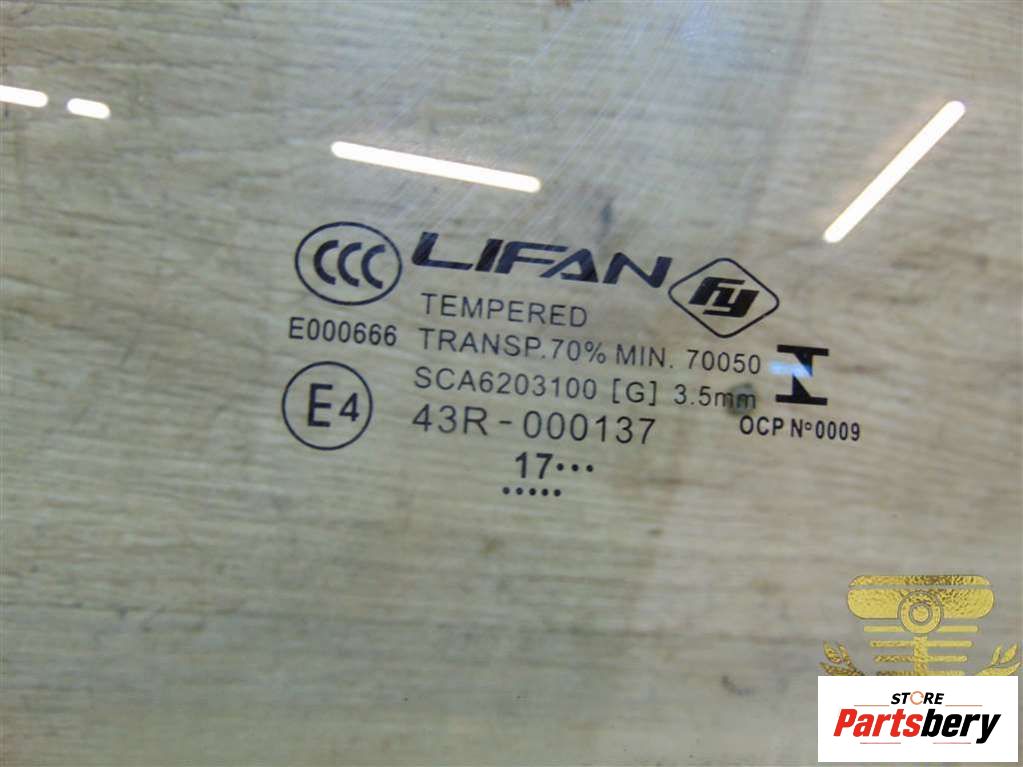 CCC LIFAN FY
TEMPERED
E000666 TRANSP.70% MIN. 70050
SCA6203100 [G] 3.5mm
E4 43R-000137 OCP Nº0009
17•••
•••••
STORE
Partsbery